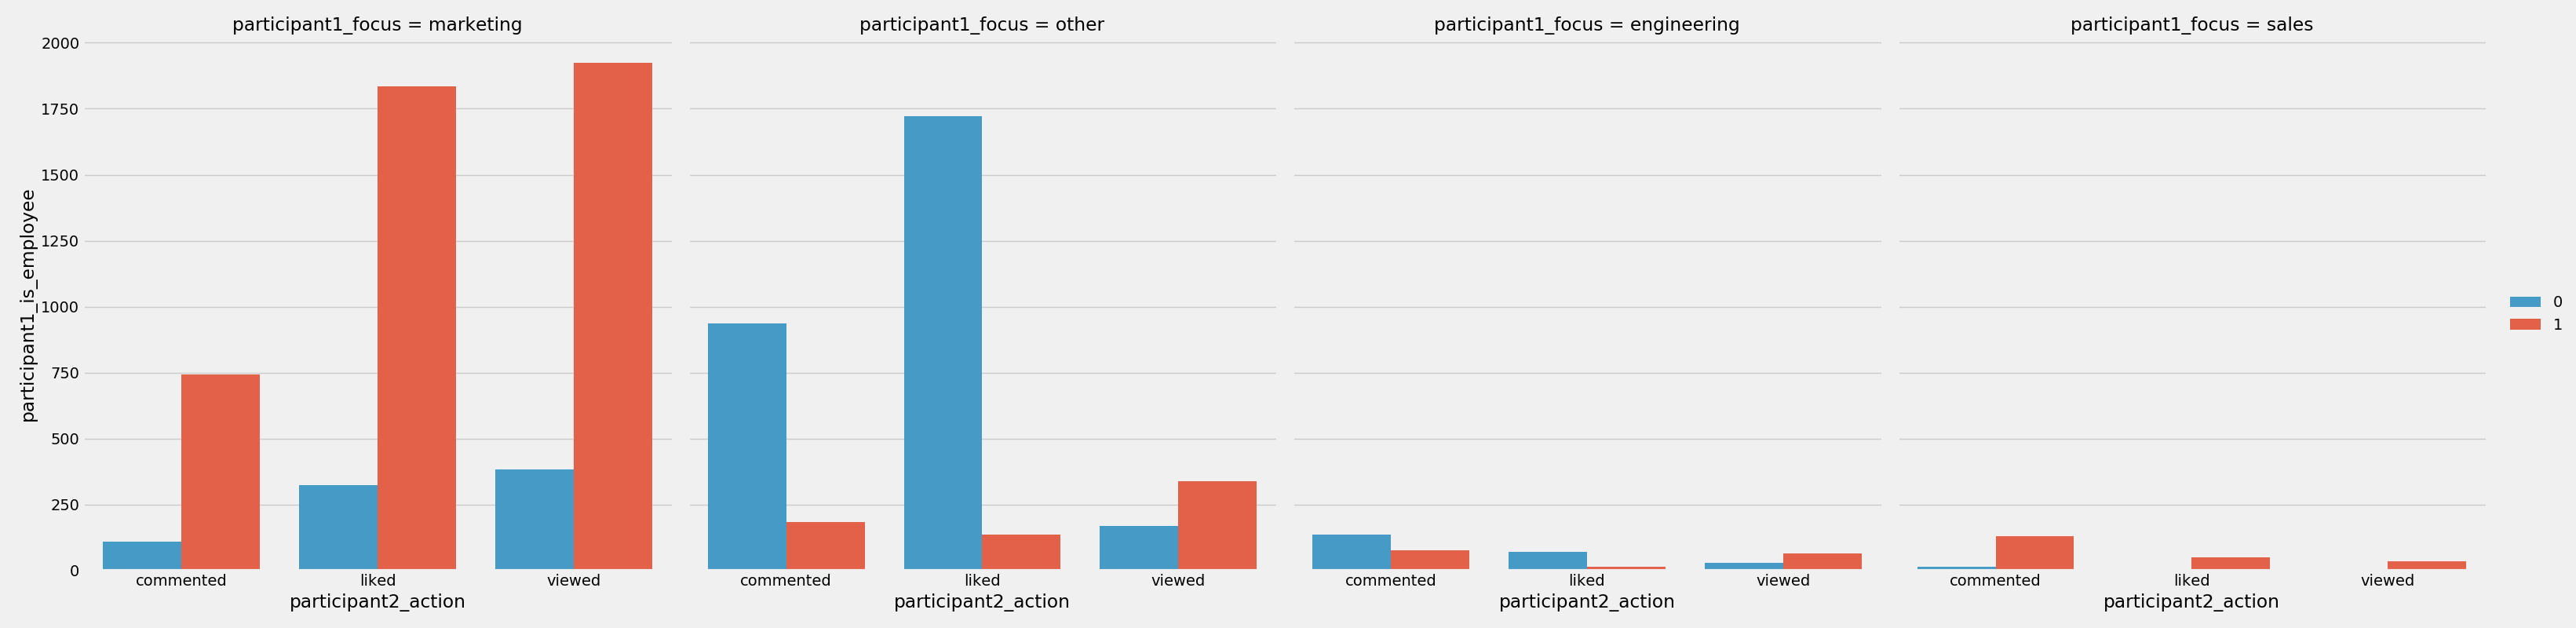 participant1_focus = marketing
participant1_focus = other
participant1_focus = engineering
participant1_focus = sales
participant1_is_employee
2000
1750
1500
1250
1000
750
500
250
0
0
1
commented liked viewed
commented liked viewed
commented liked viewed
commented liked viewed
participant2_action
participant2_action
participant2_action
participant2_action